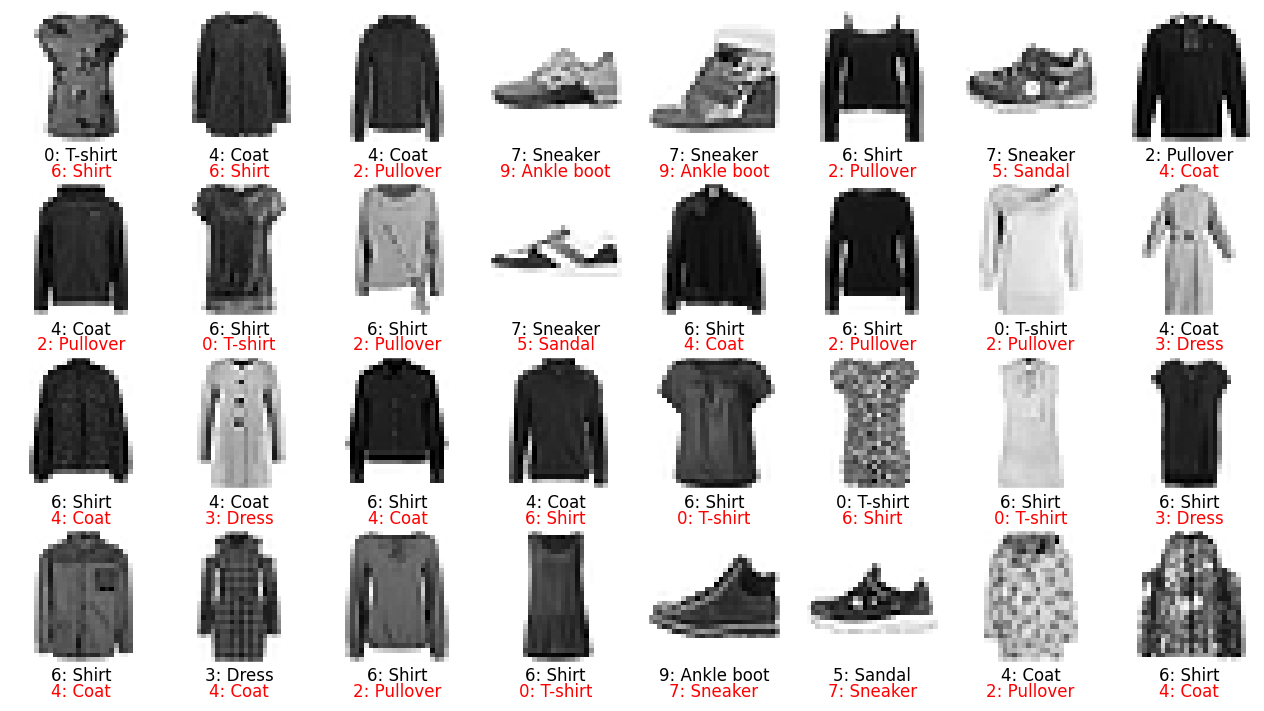 0: T-shirt 4: Coat 4: Coat 7: Sneaker 7: Sneaker 6: Shirt 7: Sneaker 2: Pullover
6: Shirt 6: Shirt 2: Pullover 9: Ankle boot 9: Ankle boot 2: Pullover 5: Sandal 4: Coat
4: Coat 6: Shirt 6: Shirt 7: Sneaker 6: Shirt 6: Shirt 0: T-shirt 4: Coat
2: Pullover 0: T-shirt 2: Pullover 5: Sandal 4: Coat 2: Pullover 2: Pullover 3: Dress
6: Shirt 4: Coat 6: Shirt 4: Coat 6: Shirt 0: T-shirt 6: Shirt 6: Shirt
4: Coat 3: Dress 4: Coat 6: Shirt 0: T-shirt 6: Shirt 0: T-shirt 3: Dress
6: Shirt 3: Dress 6: Shirt 6: Shirt 9: Ankle boot 5: Sandal 4: Coat 6: Shirt
4: Coat 4: Coat 2: Pullover 0: T-shirt 7: Sneaker 7: Sneaker 2: Pullover 4: Coat